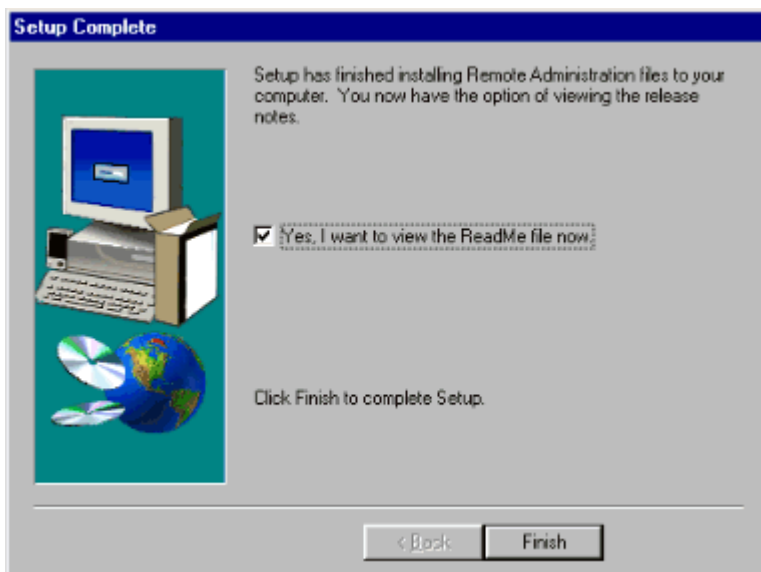 Setup Complete
Setup has finished installing Remote Administration files to your
computer. You now have the option of viewing the release
notes.
Yes, I want to view the ReadMe file now.
Click Finish to complete Setup.
< Back
Finish